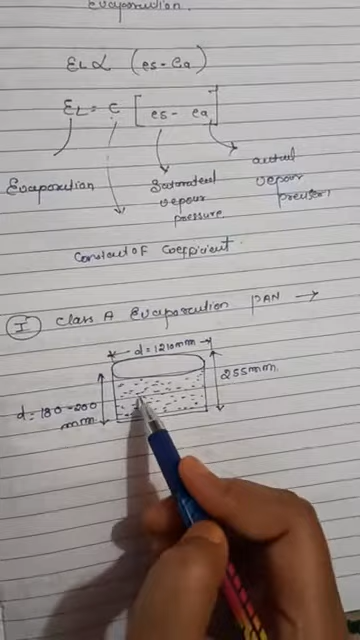 Evaporation.
EL ∝ (es - ea)
EL = C [es - ea]
Evaporation
Saturated
vapour
pressure
actual
vapour
pressure
Constant of Coefficient.
I Class A Evaporation PAN →
d = 1210mm
255mm
d = 180-200
mm